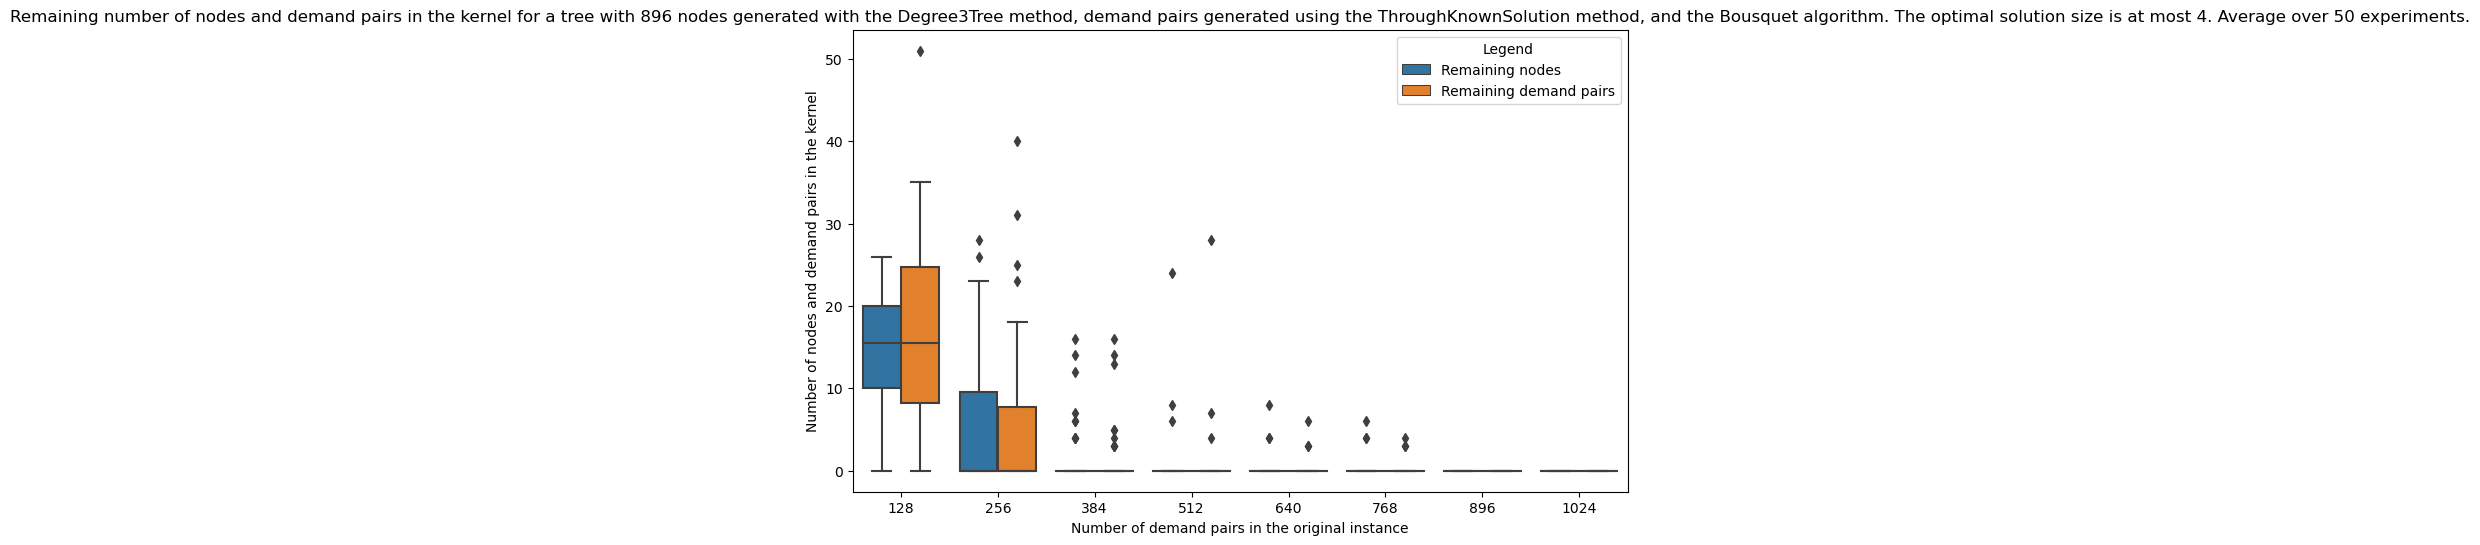 Remaining number of nodes and demand pairs in the kernel for a tree with 896 nodes generated with the Degree3Tree method, demand pairs generated using the ThroughKnownSolution method, and the Bousquet algorithm. The optimal solution size is at most 4. Average over 50 experiments.
Legend
Remaining nodes
Remaining demand pairs
Number of nodes and demand pairs in the kernel
50
40
30
20
10
0
128 256 384 512 640 768 896 1024
Number of demand pairs in the original instance